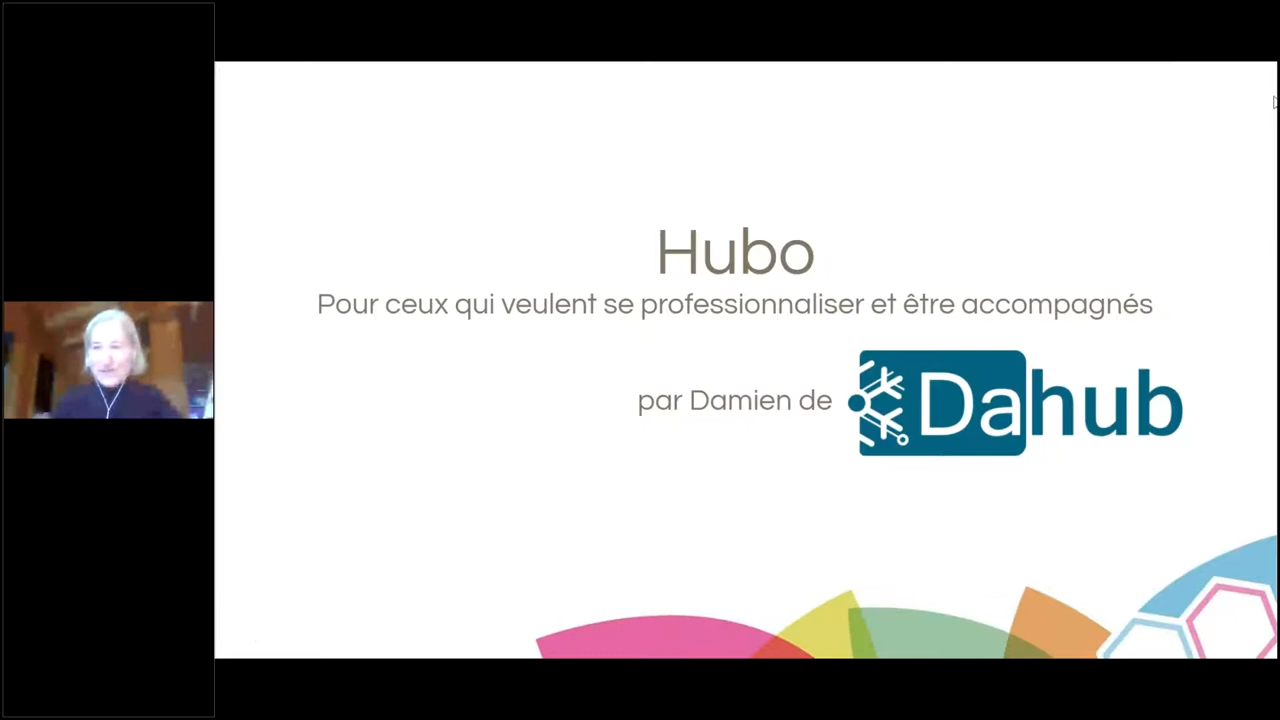 Hubo
Pour ceux qui veulent se professionnaliser et être accompagnés
par Damien de Dahub